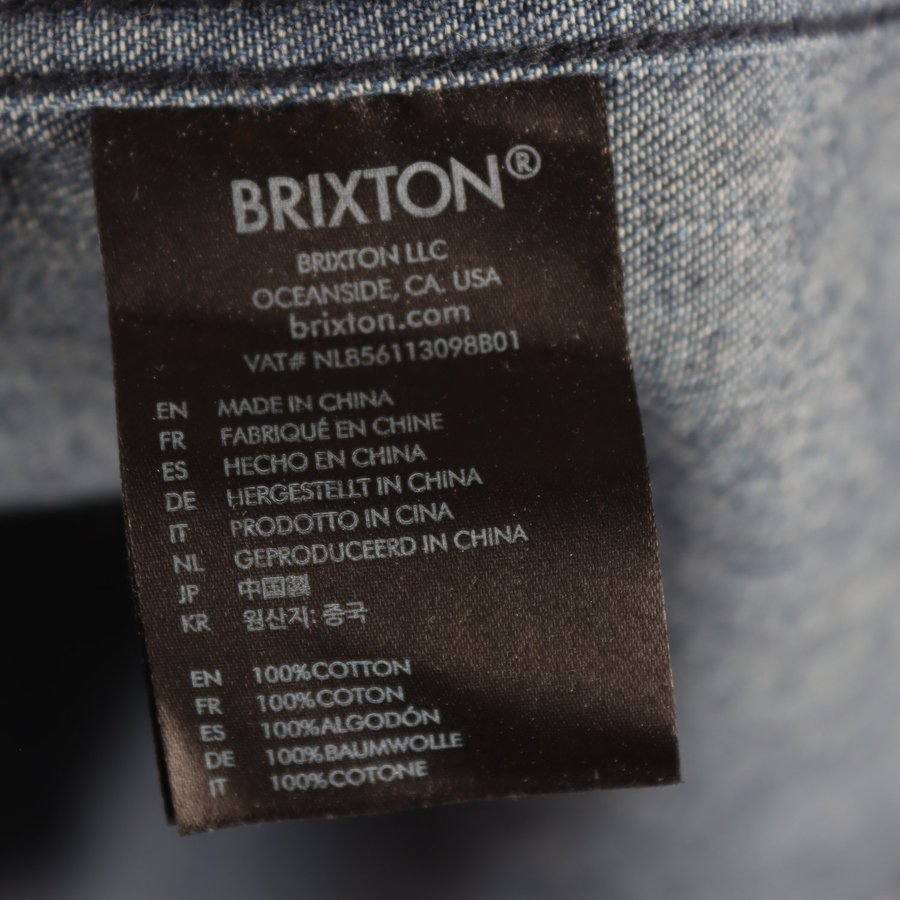 BRIXTON®
BRIXTON LLC
OCEANSIDE, CA. USA
brixton.com
VAT# NL856113098B01
EN MADE IN CHINA
FR FABRIQUÉ EN CHINE
ES HECHO EN CHINA
DE HERGESTELLT IN CHINA
IT PRODOTTO IN CINA
NL GEPRODUCEERD IN CHINA
JP 中国製
KR 원산지: 중국
EN 100%COTTON
FR 100%COTON
ES 100%ALGODÓN
DE 100%BAUMWOLLE
IT 100%COTONE